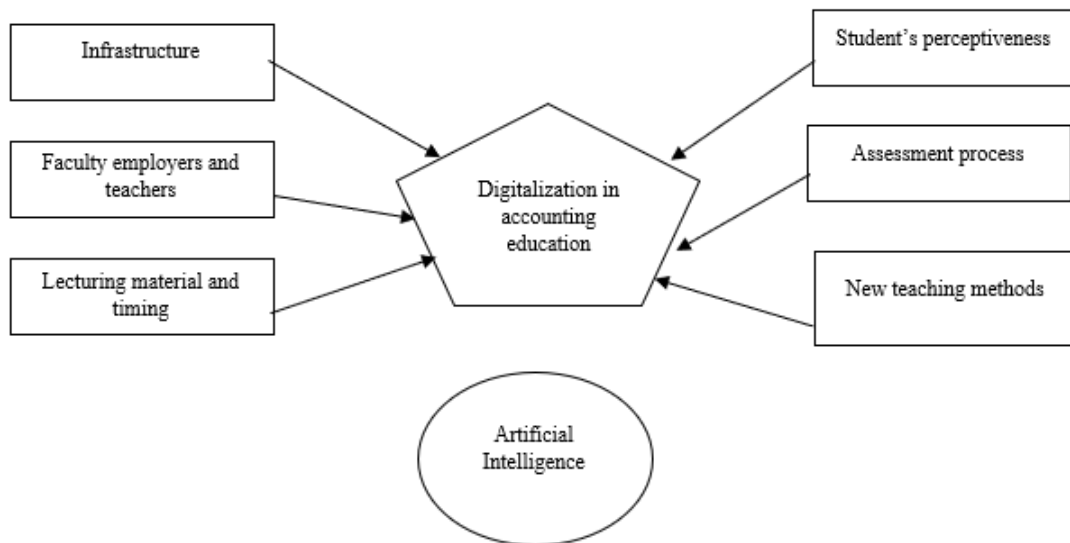 Infrastructure
Faculty employers and
teachers
Lecturing material and
timing
Digitalization in
accounting
education
Student’s perceptiveness
Assessment process
New teaching methods
Artificial
Intelligence